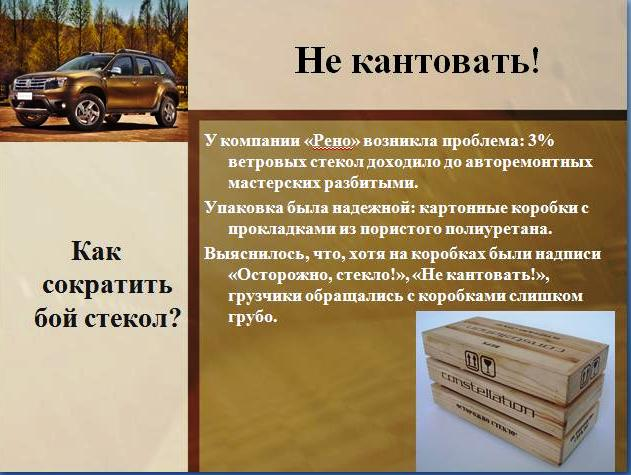 Не кантовать!
Как
сократить
бой стекол?
У компании «Рено» возникла проблема: 3%
ветровых стекол доходило до авторемонтных
мастерских разбитыми.
Упаковка была надежной: картонные коробки с
прокладками из пористого полиуретана.
Выяснилось, что, хотя на коробках были надписи
«Осторожно, стекло!», «Не кантовать!»,
грузчики обращались с коробками слишком
грубо.
constellation
ОСТОРОЖНО СТЕКЛО!